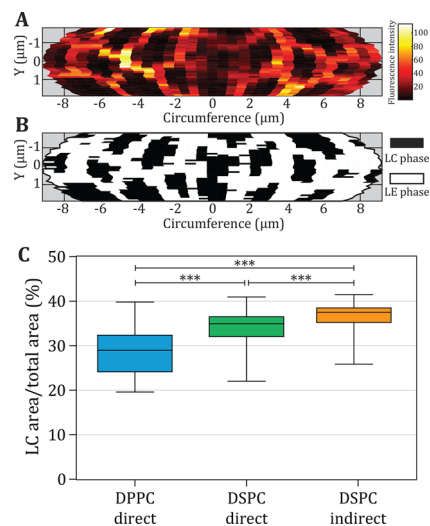 A
Y (μm)
-1
0
1
-8 -6 -4 -2 0 2 4 6 8
Circumference (μm)
Fluorescence intensity
100
80
60
40
20
B
Y (μm)
-1
0
1
-8 -6 -4 -2 0 2 4 6 8
Circumference (μm)
LC phase
LE phase
C
LC area/total area (%)
50
40
30
20
10
0
***
*** ***
DPPC DSPC DSPC
direct direct indirect